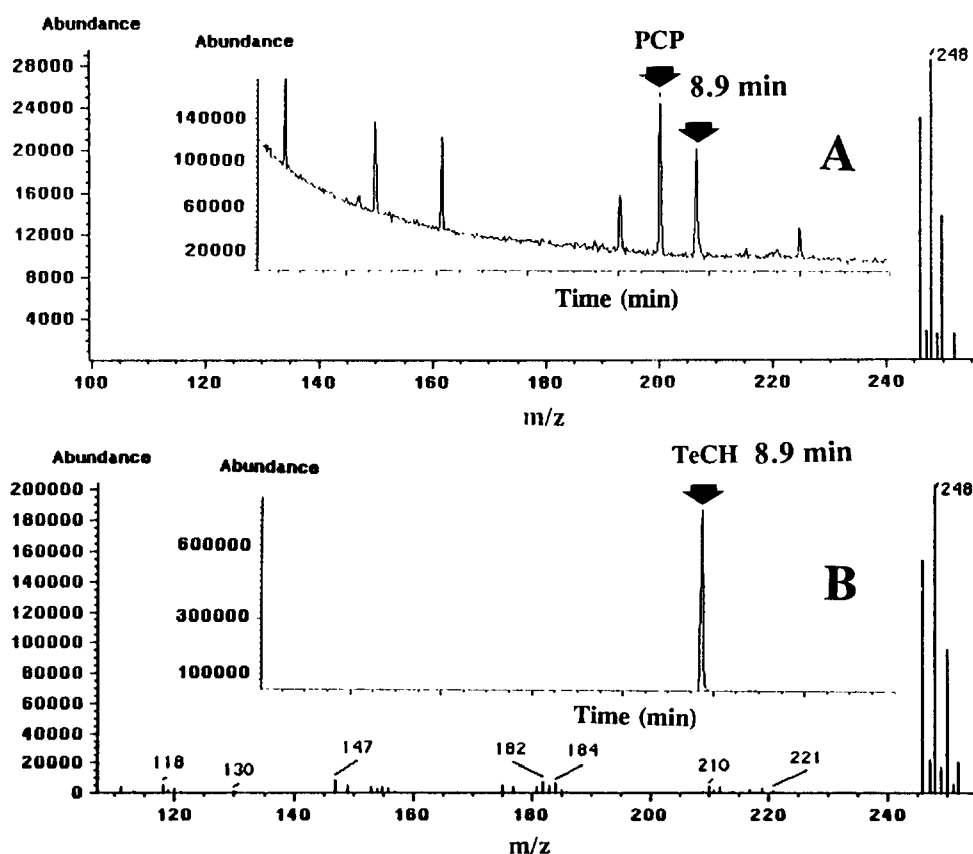 Abundance
28000
24000
20000
16000
12000
8000
4000
100 120 140 160 180 200 220 240
m/z
248
Abundance
140000
100000
60000
20000
Time (min)
PCP
8.9 min
A
Abundance
200000
180000
160000
140000
120000
100000
80000
60000
40000
20000
0
120 140 160 180 200 220 240
m/z
118
130
147
182
184
210
221
248
Abundance
600000
300000
100000
Time (min)
TeCH 8.9 min
B